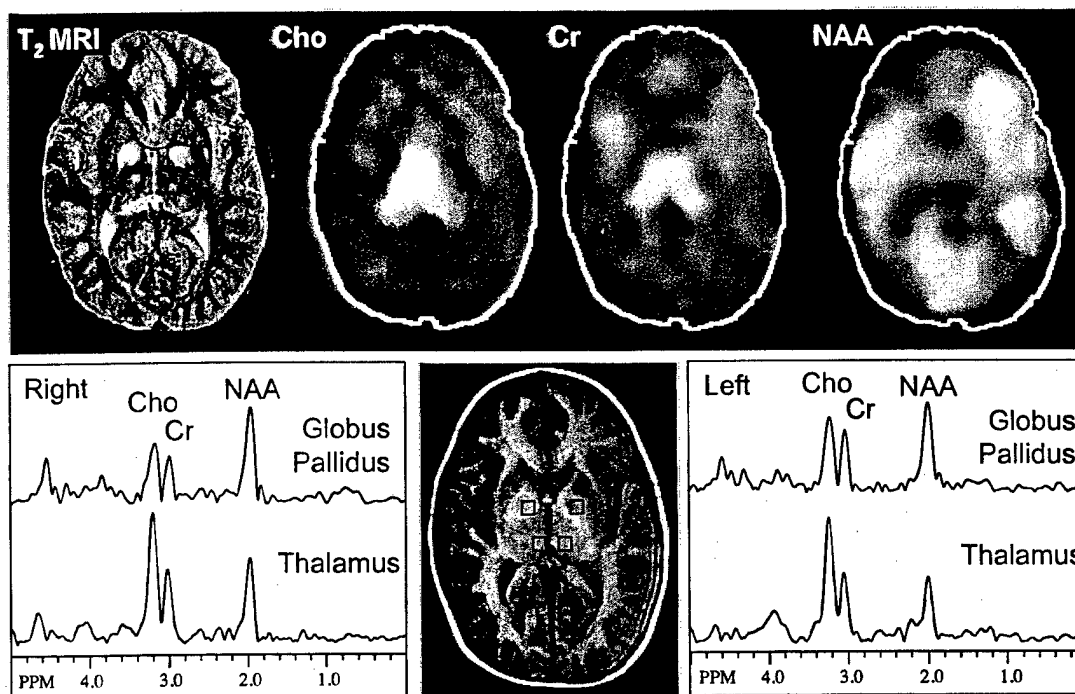 T2 MRI
Cho
Cr
NAA
Right
Cho
Cr
NAA
Globus
Pallidus
Thalamus
PPM 4.0 3.0 2.0 1.0
Left
Cho
Cr
NAA
Globus
Pallidus
Thalamus
PPM 4.0 3.0 2.0 1.0